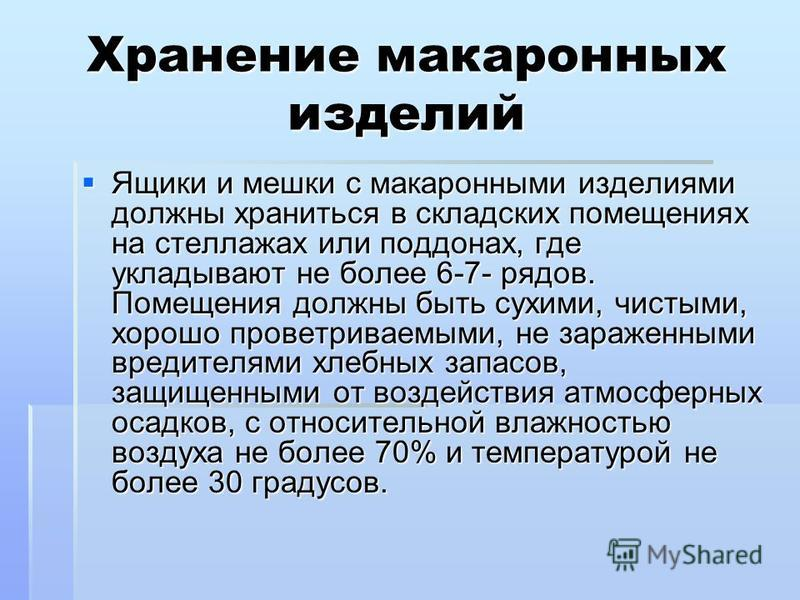 Хранение макаронных
изделий
Ящики и мешки с макаронными изделиями
должны храниться в складских помещениях
на стеллажах или поддонах, где
укладывают не более 6-7- рядов.
Помещения должны быть сухими, чистыми,
хорошо проветриваемыми, не зараженными
вредителями хлебных запасов,
защищенными от воздействия атмосферных
осадков, с относительной влажностью
воздуха не более 70% и температурой не
более 30 градусов.
MyShared